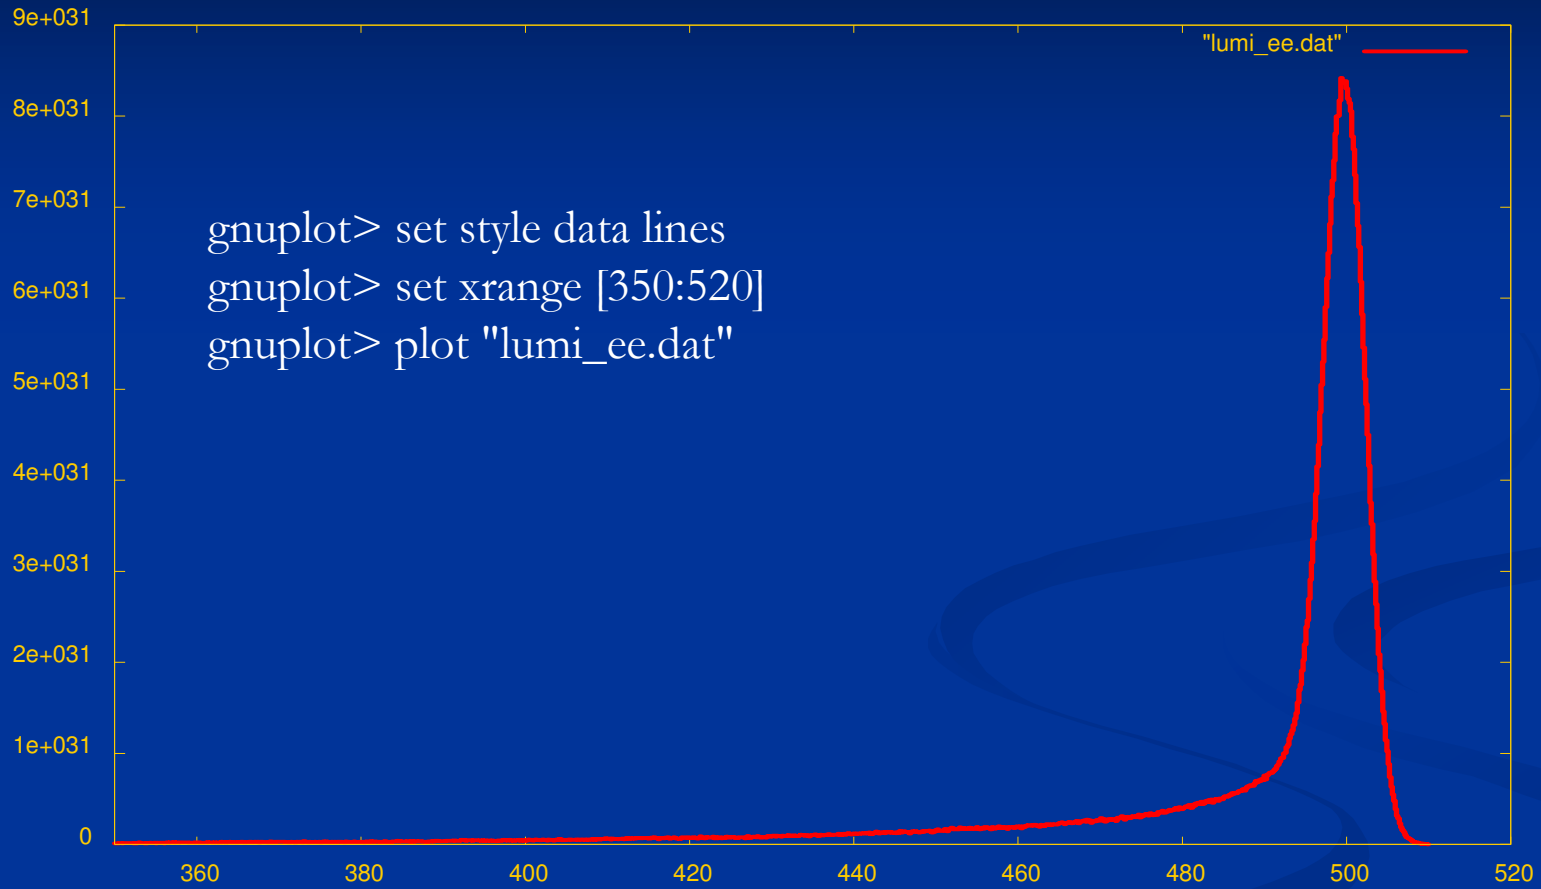 9e+031
"lumi_ee.dat"
8e+031
7e+031
gnuplot> set style data lines
gnuplot> set xrange [350:520]
6e+031
gnuplot> plot "lumi_ee.dat"
5e+031
4e+031
3e+031
2e+031
1e+031
0
360 380 400 420 440 460 480 500 520